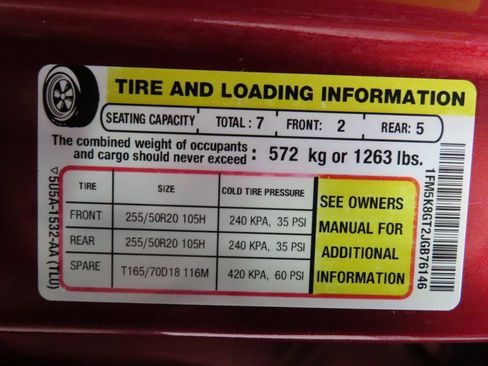 TIRE AND LOADING INFORMATION
SEATING CAPACITY TOTAL : 7 FRONT: 2 REAR: 5
The combined weight of occupants
and cargo should never exceed : 572 kg or 1263 lbs.
TIRE SIZE COLD TIRE PRESSURE
FRONT 255/50R20 105H 240 KPA, 35 PSI
REAR 255/50R20 105H 240 KPA, 35 PSI
SPARE T165/70D18 116M 420 KPA, 60 PSI
SEE OWNERS
MANUAL FOR
ADDITIONAL
INFORMATION
5U5A-1532-AA (TLU)
1FM5K8GT2JGB76146